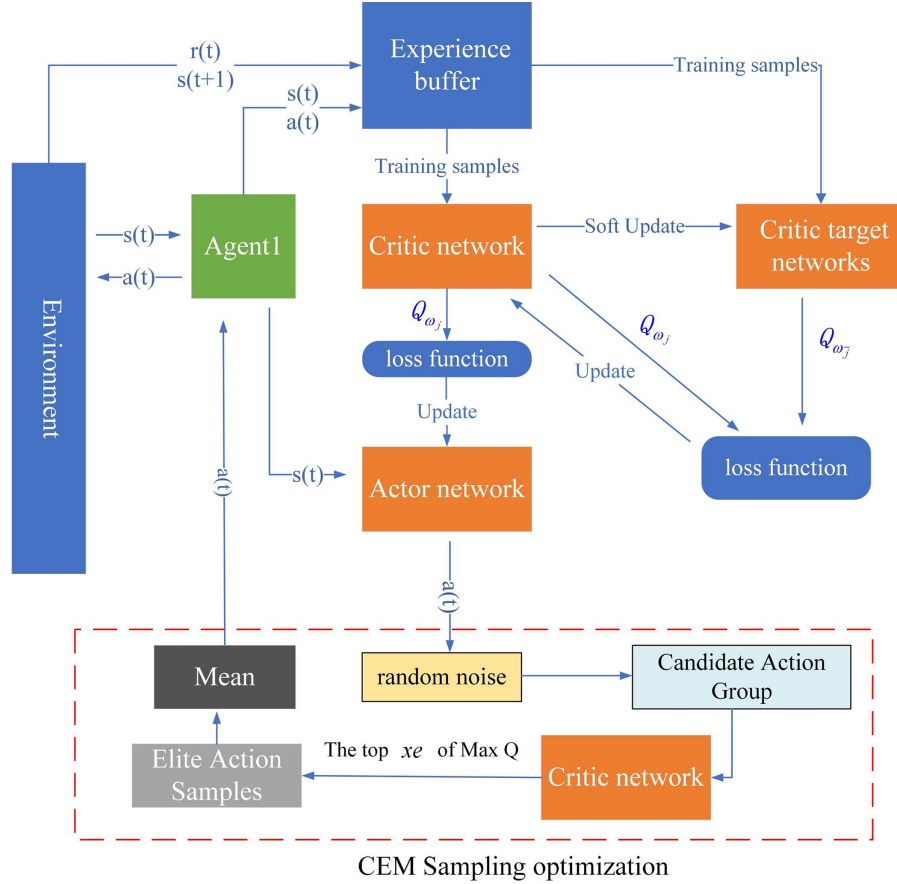 r(t)
s(t+1)
Experience
buffer
Training samples
s(t)
a(t)
Training samples
Environment
s(t)
a(t)
Agent1
Critic network
Soft Update
Critic target
networks
Q_{ω_j}
Q_{ω_j}
Q_{ω_{\bar{j}}}
loss function
Update
Update
loss function
s(t)
Actor network
a(t)
a(t)
Mean
random noise
Candidate Action
Group
The top xe of Max Q
Elite Action
Samples
Critic network
CEM Sampling optimization